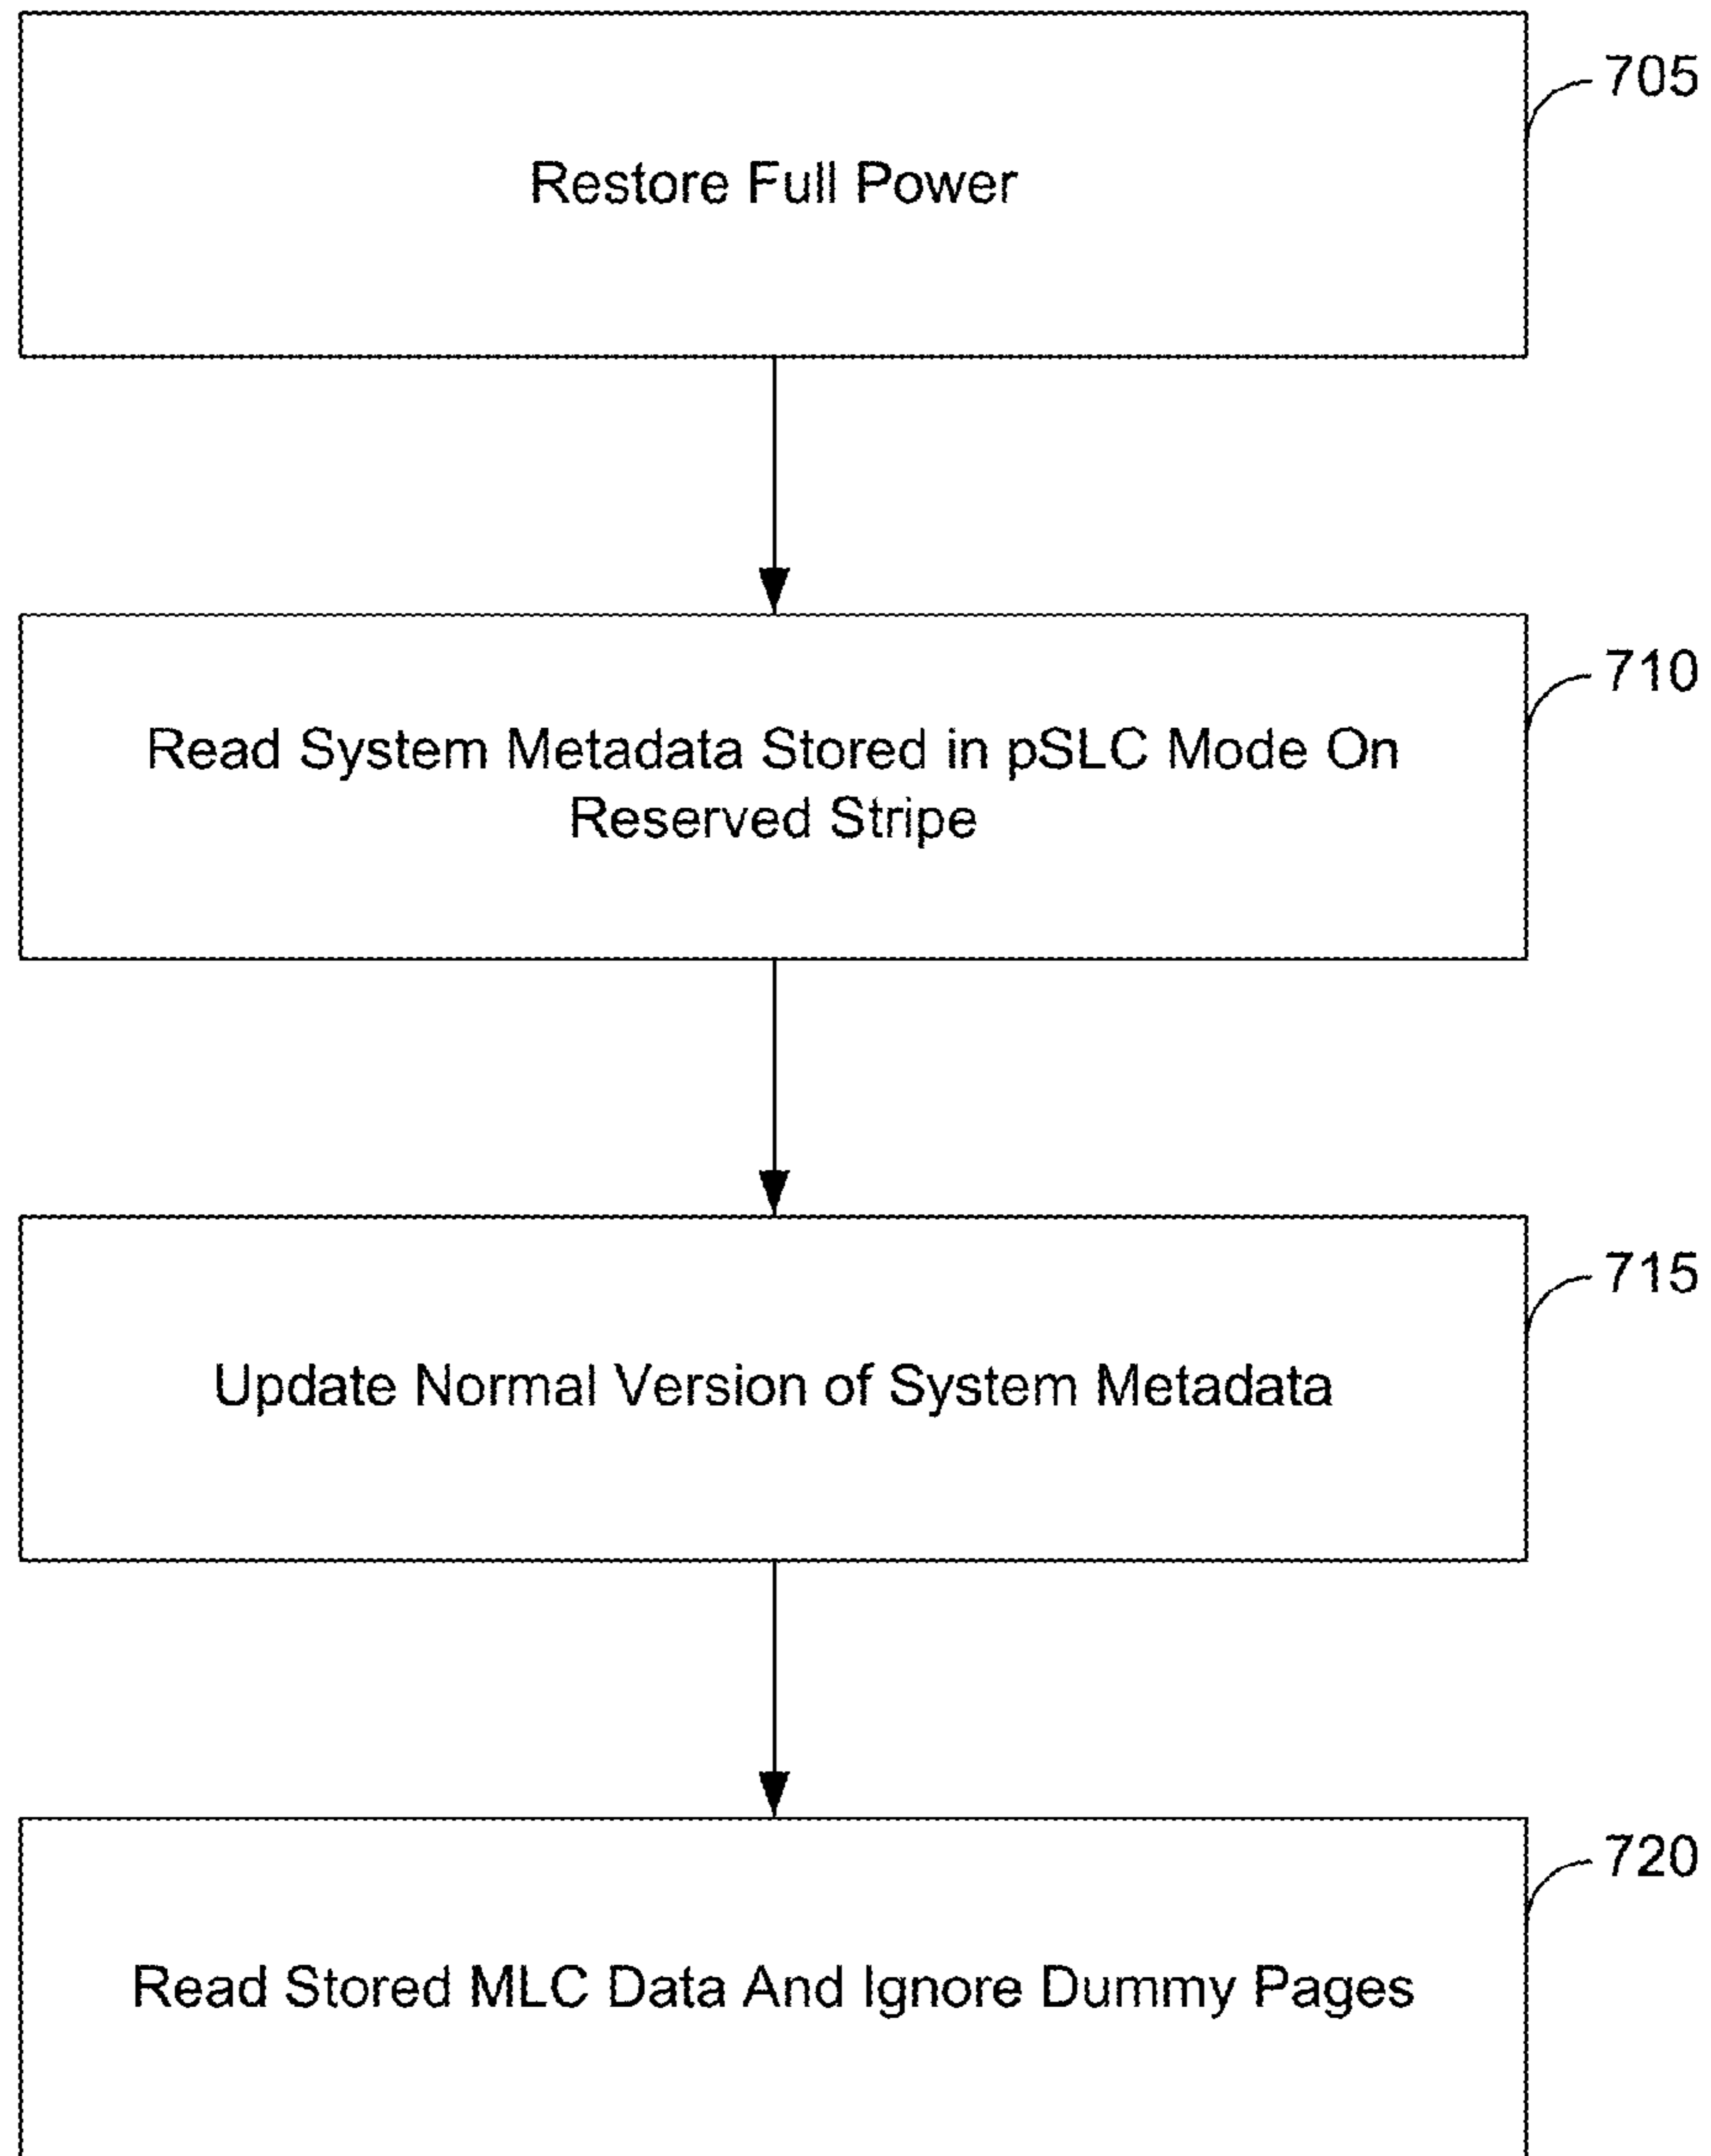 705
Restore Full Power
710
Read System Metadata Stored in pSLC Mode On
Reserved Stripe
715
Update Normal Version of System Metadata
720
Read Stored MLC Data And Ignore Dummy Pages